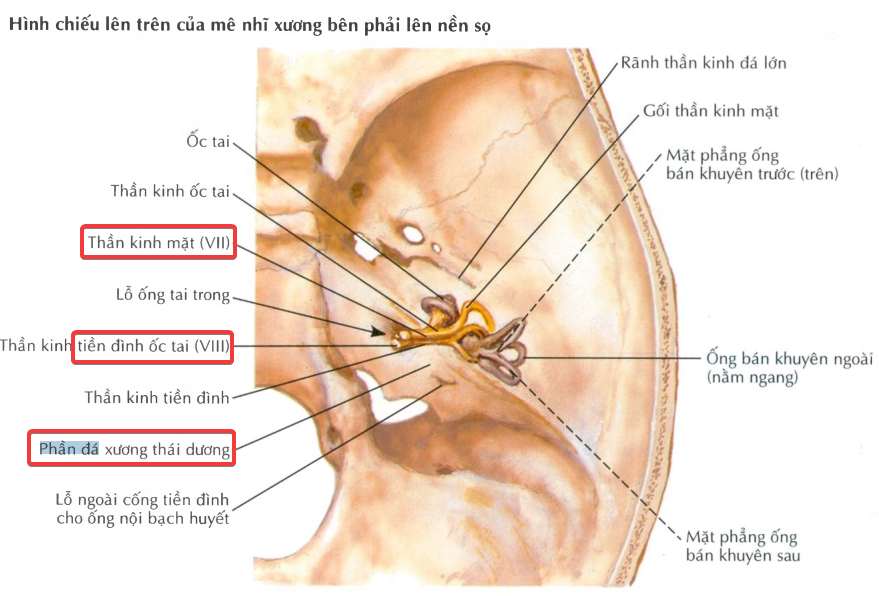 Hình chiếu lên trên của mê nhĩ xương bên phải lên nền sọ
Rãnh thần kinh đá lớn
Gối thần kinh mặt
Mặt phẳng ống
bán khuyên trước (trên)
Ốc tai
Thần kinh ốc tai
Thần kinh mặt (VII)
Lỗ ống tai trong
Thần kinh tiền đình ốc tai (VIII)
Thần kinh tiền đình
Phần đá xương thái dương
Lỗ ngoài cống tiền đình
cho ống nội bạch huyết
Ống bán khuyên ngoài
(nằm ngang)
Mặt phẳng ống
bán khuyên sau